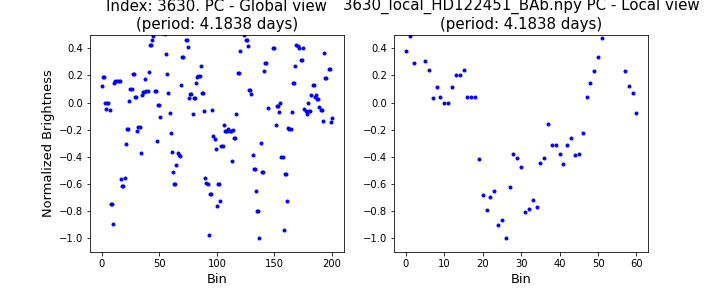 Index: 3630. PC - Global view
(period: 4.1838 days)
3630_local_HD122451_BAb.npy PC - Local view
(period: 4.1838 days)
Normalized Brightness
0.4
0.2
0.0
−0.2
−0.4
−0.6
−0.8
−1.0
0 50 100 150 200
Bin
0.4
0.2
0.0
−0.2
−0.4
−0.6
−0.8
−1.0
0 10 20 30 40 50 60
Bin